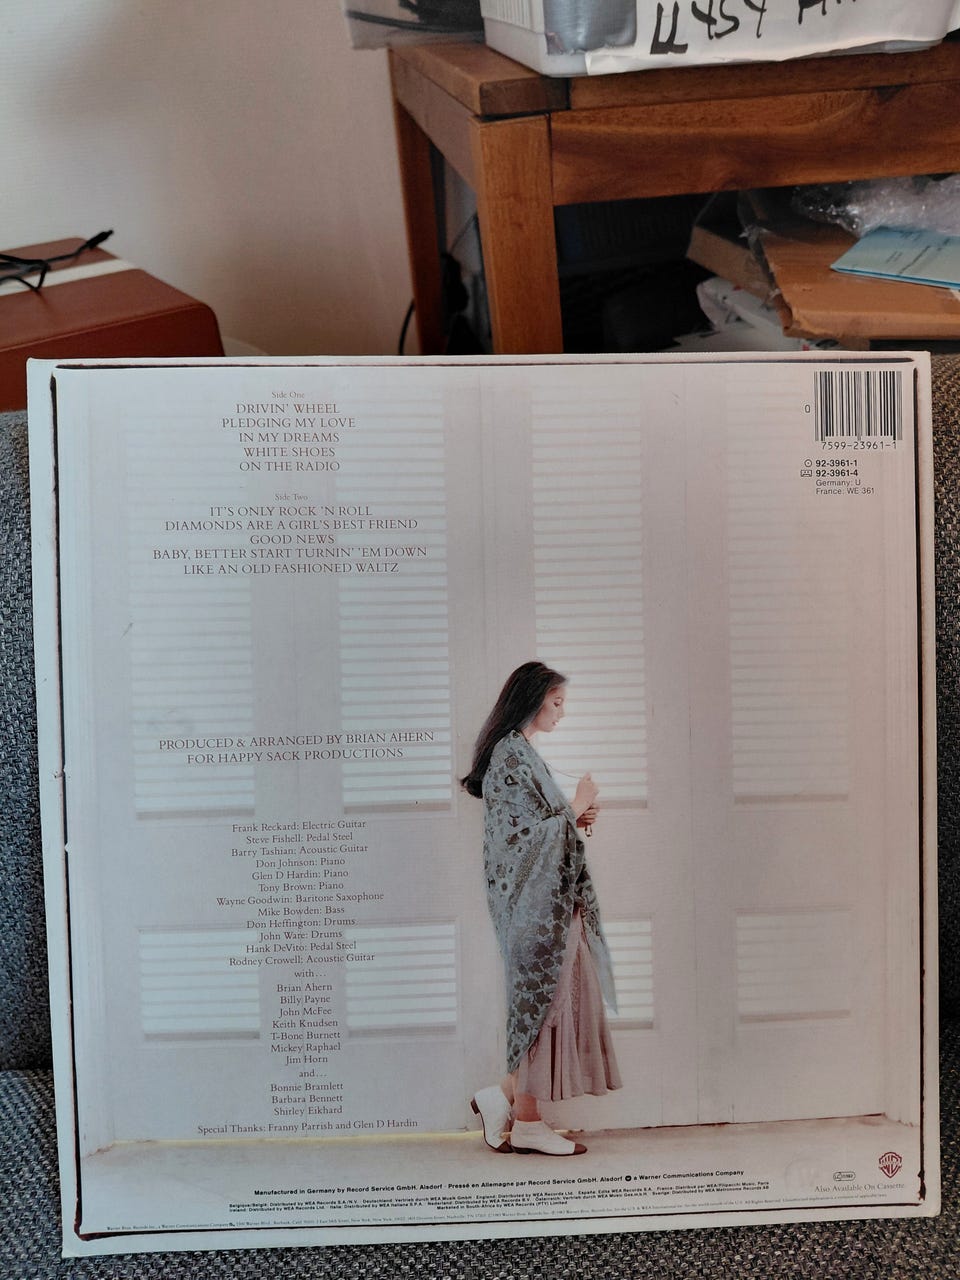 Side One
DRIVIN' WHEEL
PLEDGING MY LOVE
IN MY DREAMS
WHITE SHOES
ON THE RADIO
Side Two
IT'S ONLY ROCK 'N ROLL
DIAMONDS ARE A GIRL'S BEST FRIEND
GOOD NEWS
BABY, BETTER START TURNIN' 'EM DOWN
LIKE AN OLD FASHIONED WALTZ
0
7599-23961-1
92-3961-1
92-3961-4
Germany: U
France: WE 361
PRODUCED & ARRANGED BY BRIAN AHERN
FOR HAPPY SACK PRODUCTIONS
Frank Reckard: Electric Guitar
Steve Fishell: Pedal Steel
Barry Tashian: Acoustic Guitar
Don Johnson: Piano
Glen D Hardin: Piano
Tony Brown: Piano
Wayne Goodwin: Baritone Saxophone
Mike Bowden: Bass
Don Heffington: Drums
John Ware: Drums
Hank DeVito: Pedal Steel
Rodney Crowell: Acoustic Guitar
with...
Brian Ahern
Billy Payne
John McFee
Keith Knudsen
T-Bone Burnett
Mickey Raphael
Jim Horn
and...
Bonnie Bramlett
Barbara Bennett
Shirley Eikhard
Special Thanks: Franny Parrish and Glen D Hardin
Also Available On Cassette
Manufactured in Germany by Record Service GmbH. Alsdorf · Pressé en Allemagne par Record Service GmbH. Alsdorf a Warner Communications Company